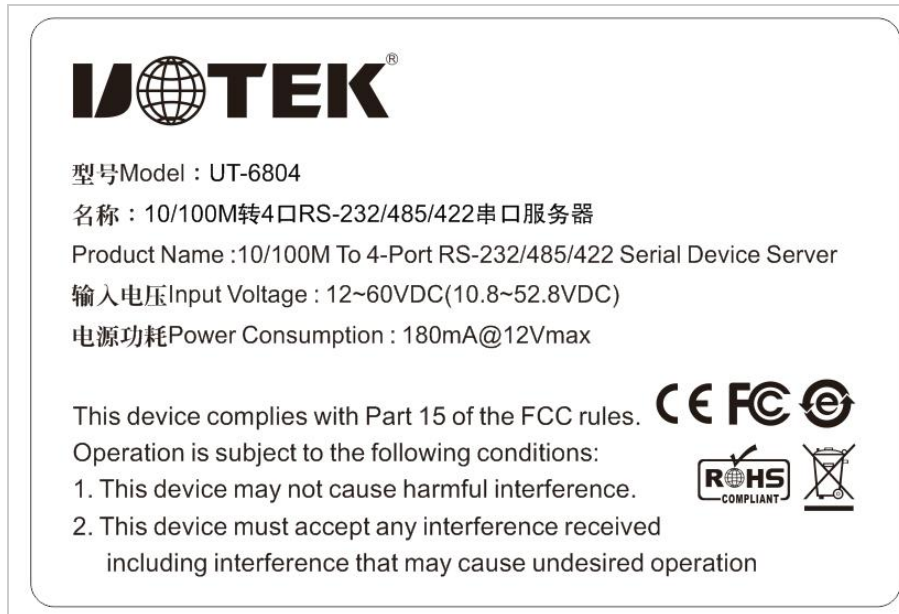 UOTEK®
型号Model：UT-6804
名称：10/100M转4口RS-232/485/422串口服务器
Product Name :10/100M To 4-Port RS-232/485/422 Serial Device Server
输入电压Input Voltage : 12~60VDC(10.8~52.8VDC)
电源功耗Power Consumption : 180mA@12Vmax
This device complies with Part 15 of the FCC rules. CE FC e
Operation is subject to the following conditions:
1. This device may not cause harmful interference.
ROHS
COMPLIANT
2. This device must accept any interference received
including interference that may cause undesired operation